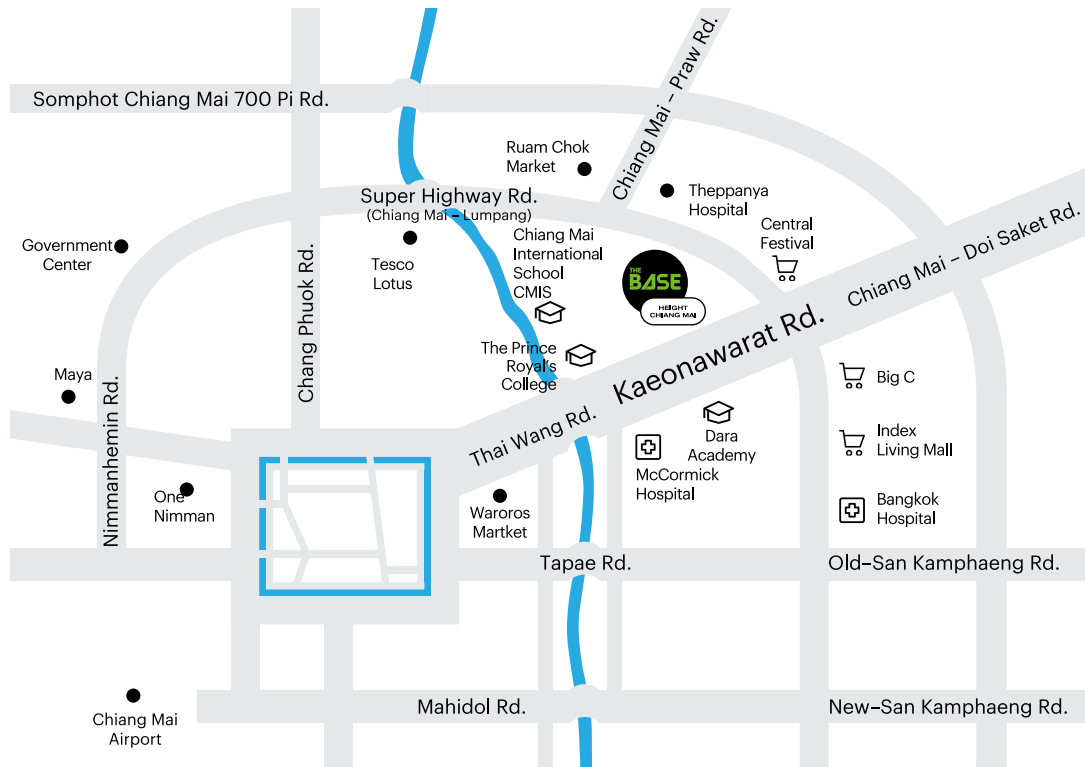 Chiang Mai – Praw Rd.
Somphot Chiang Mai 700 Pi Rd.
Ruam Chok
Market
Super Highway Rd.
(Chiang Mai – Lumpang)
Theppanya
Hospital
Government
Center
Tesco
Lotus
Chiang Mai
International
School
CMIS
THE
BASE
HEIGHT
CHIANG MAI
Central
Festival
Chiang Mai – Doi Saket Rd.
Chang Phuok Rd.
The Prince
Royal's
College
Kaeonawarat Rd.
Maya
Nimmanhemin Rd.
Big C
Thai Wang Rd.
Dara
Academy
Index
Living Mall
McCormick
Hospital
One
Nimman
Waroros
Martket
Bangkok
Hospital
Tapae Rd.
Old–San Kamphaeng Rd.
Chiang Mai
Airport
Mahidol Rd.
New–San Kamphaeng Rd.